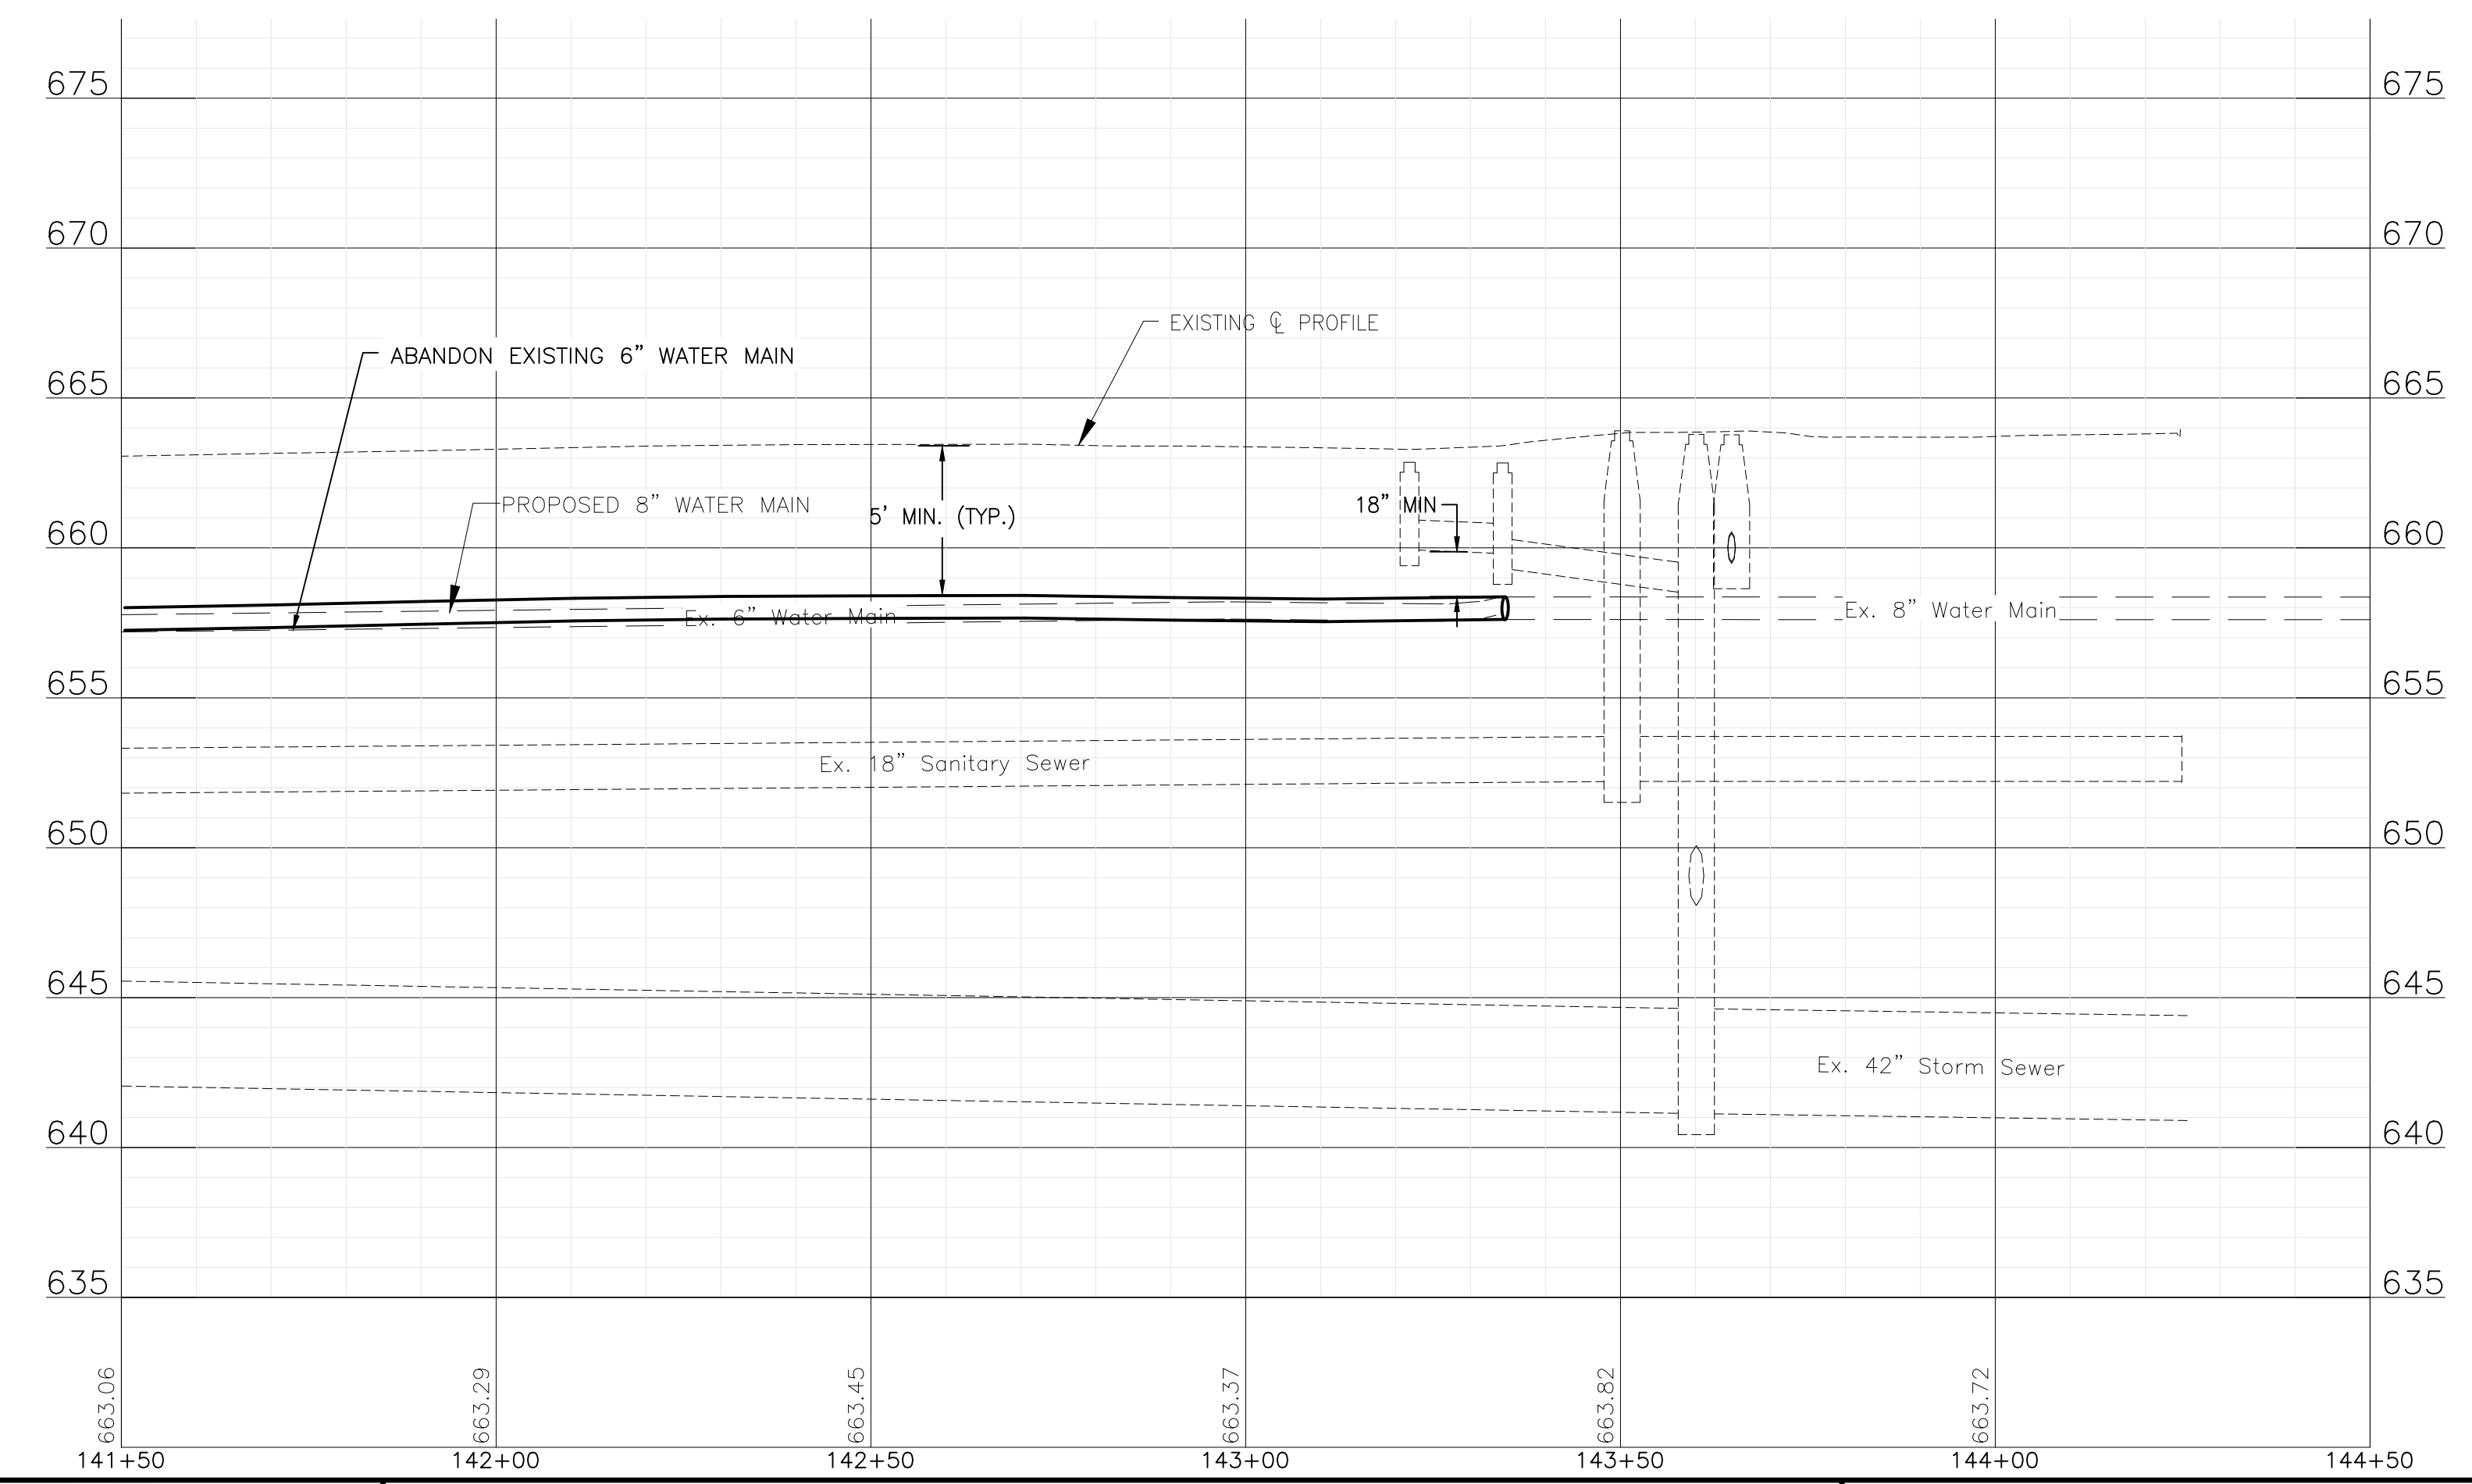 675 675
670 670
EXISTING ℄ PROFILE
ABANDON EXISTING 6” WATER MAIN
665 665
PROPOSED 8” WATER MAIN
18” MIN
5’ MIN. (TYP.)
660 660
Ex. 8” Water Main
Ex. 6” Water Main
655 655
Ex. 18” Sanitary Sewer
650 650
645 645
Ex. 42” Storm Sewer
640 640
635 635
663.06 663.29 663.45 663.37 663.82 663.72
141+50 142+00 142+50 143+00 143+50 144+00 144+50